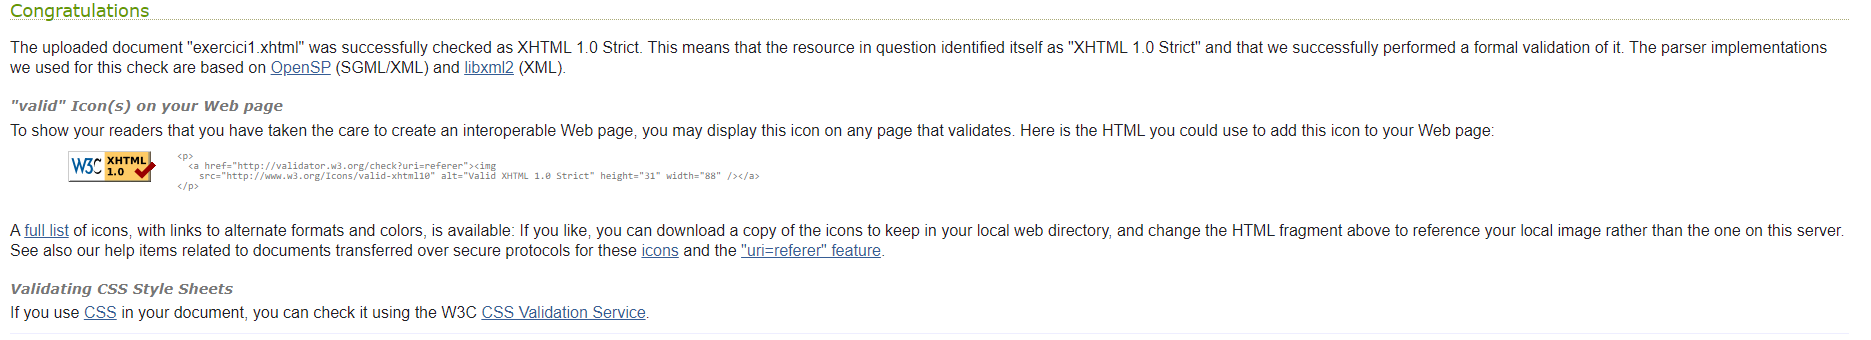 Congratulations
The uploaded document "exercici1.xhtml" was successfully checked as XHTML 1.0 Strict. This means that the resource in question identified itself as "XHTML 1.0 Strict" and that we successfully performed a formal validation of it. The parser implementations
we used for this check are based on OpenSP (SGML/XML) and libxml2 (XML).
"valid" Icon(s) on your Web page
To show your readers that you have taken the care to create an interoperable Web page, you may display this icon on any page that validates. Here is the HTML you could use to add this icon to your Web page:
W3C XHTML 1.0
<p>
<a href="http://validator.w3.org/check?uri=referer"><img
src="http://www.w3.org/Icons/valid-xhtml10" alt="Valid XHTML 1.0 Strict" height="31" width="88" /></a>
</p>
A full list of icons, with links to alternate formats and colors, is available: If you like, you can download a copy of the icons to keep in your local web directory, and change the HTML fragment above to reference your local image rather than the one on this server.
See also our help items related to documents transferred over secure protocols for these icons and the "uri=referer" feature.
Validating CSS Style Sheets
If you use CSS in your document, you can check it using the W3C CSS Validation Service.